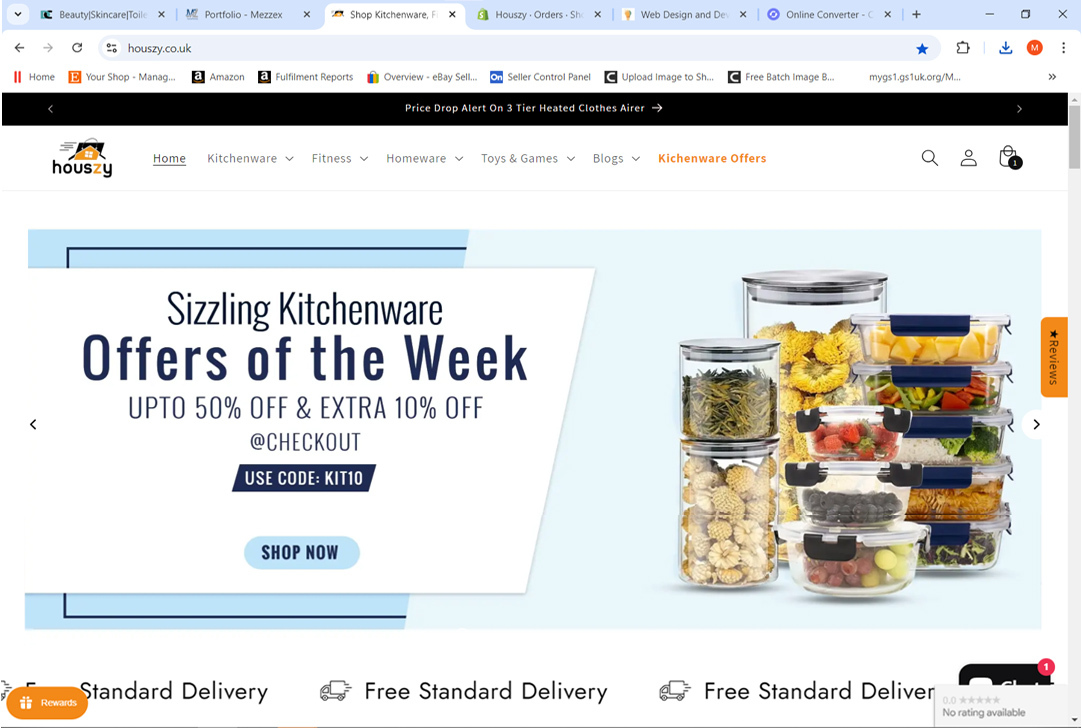 Beauty|Skincare|Toile
Portfolio - Mezzex
Shop Kitchenware, F
Houszy · Orders · Sh
Web Design and De
Online Converter - C
houszy.co.uk
M
Home
Your Shop - Manag...
Amazon
Fulfilment Reports
Overview - eBay Sell...
Seller Control Panel
Upload Image to Sh...
Free Batch Image B...
mygs1.gs1uk.org/M...
Price Drop Alert On 3 Tier Heated Clothes Airer →
houszy
Home
Kitchenware
Fitness
Homeware
Toys & Games
Blogs
Kichenware Offers
1
Sizzling Kitchenware
Offers of the Week
UPTO 50% OFF & EXTRA 10% OFF
@CHECKOUT
USE CODE: KIT10
SHOP NOW
★Reviews
Free Standard Delivery
Free Standard Delivery
Free Standard Deliver
Rewards
1
Chat
0.0 ★★★★★
No rating available